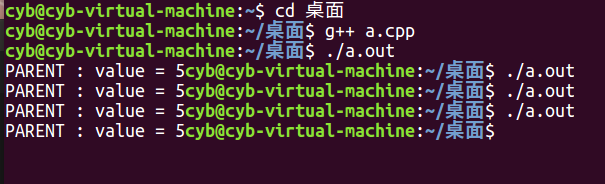 cyb@cyb-virtual-machine:~$ cd 桌面
cyb@cyb-virtual-machine:~/桌面$ g++ a.cpp
cyb@cyb-virtual-machine:~/桌面$ ./a.out
PARENT : value = 5cyb@cyb-virtual-machine:~/桌面$ ./a.out
PARENT : value = 5cyb@cyb-virtual-machine:~/桌面$ ./a.out
PARENT : value = 5cyb@cyb-virtual-machine:~/桌面$ ./a.out
PARENT : value = 5cyb@cyb-virtual-machine:~/桌面$